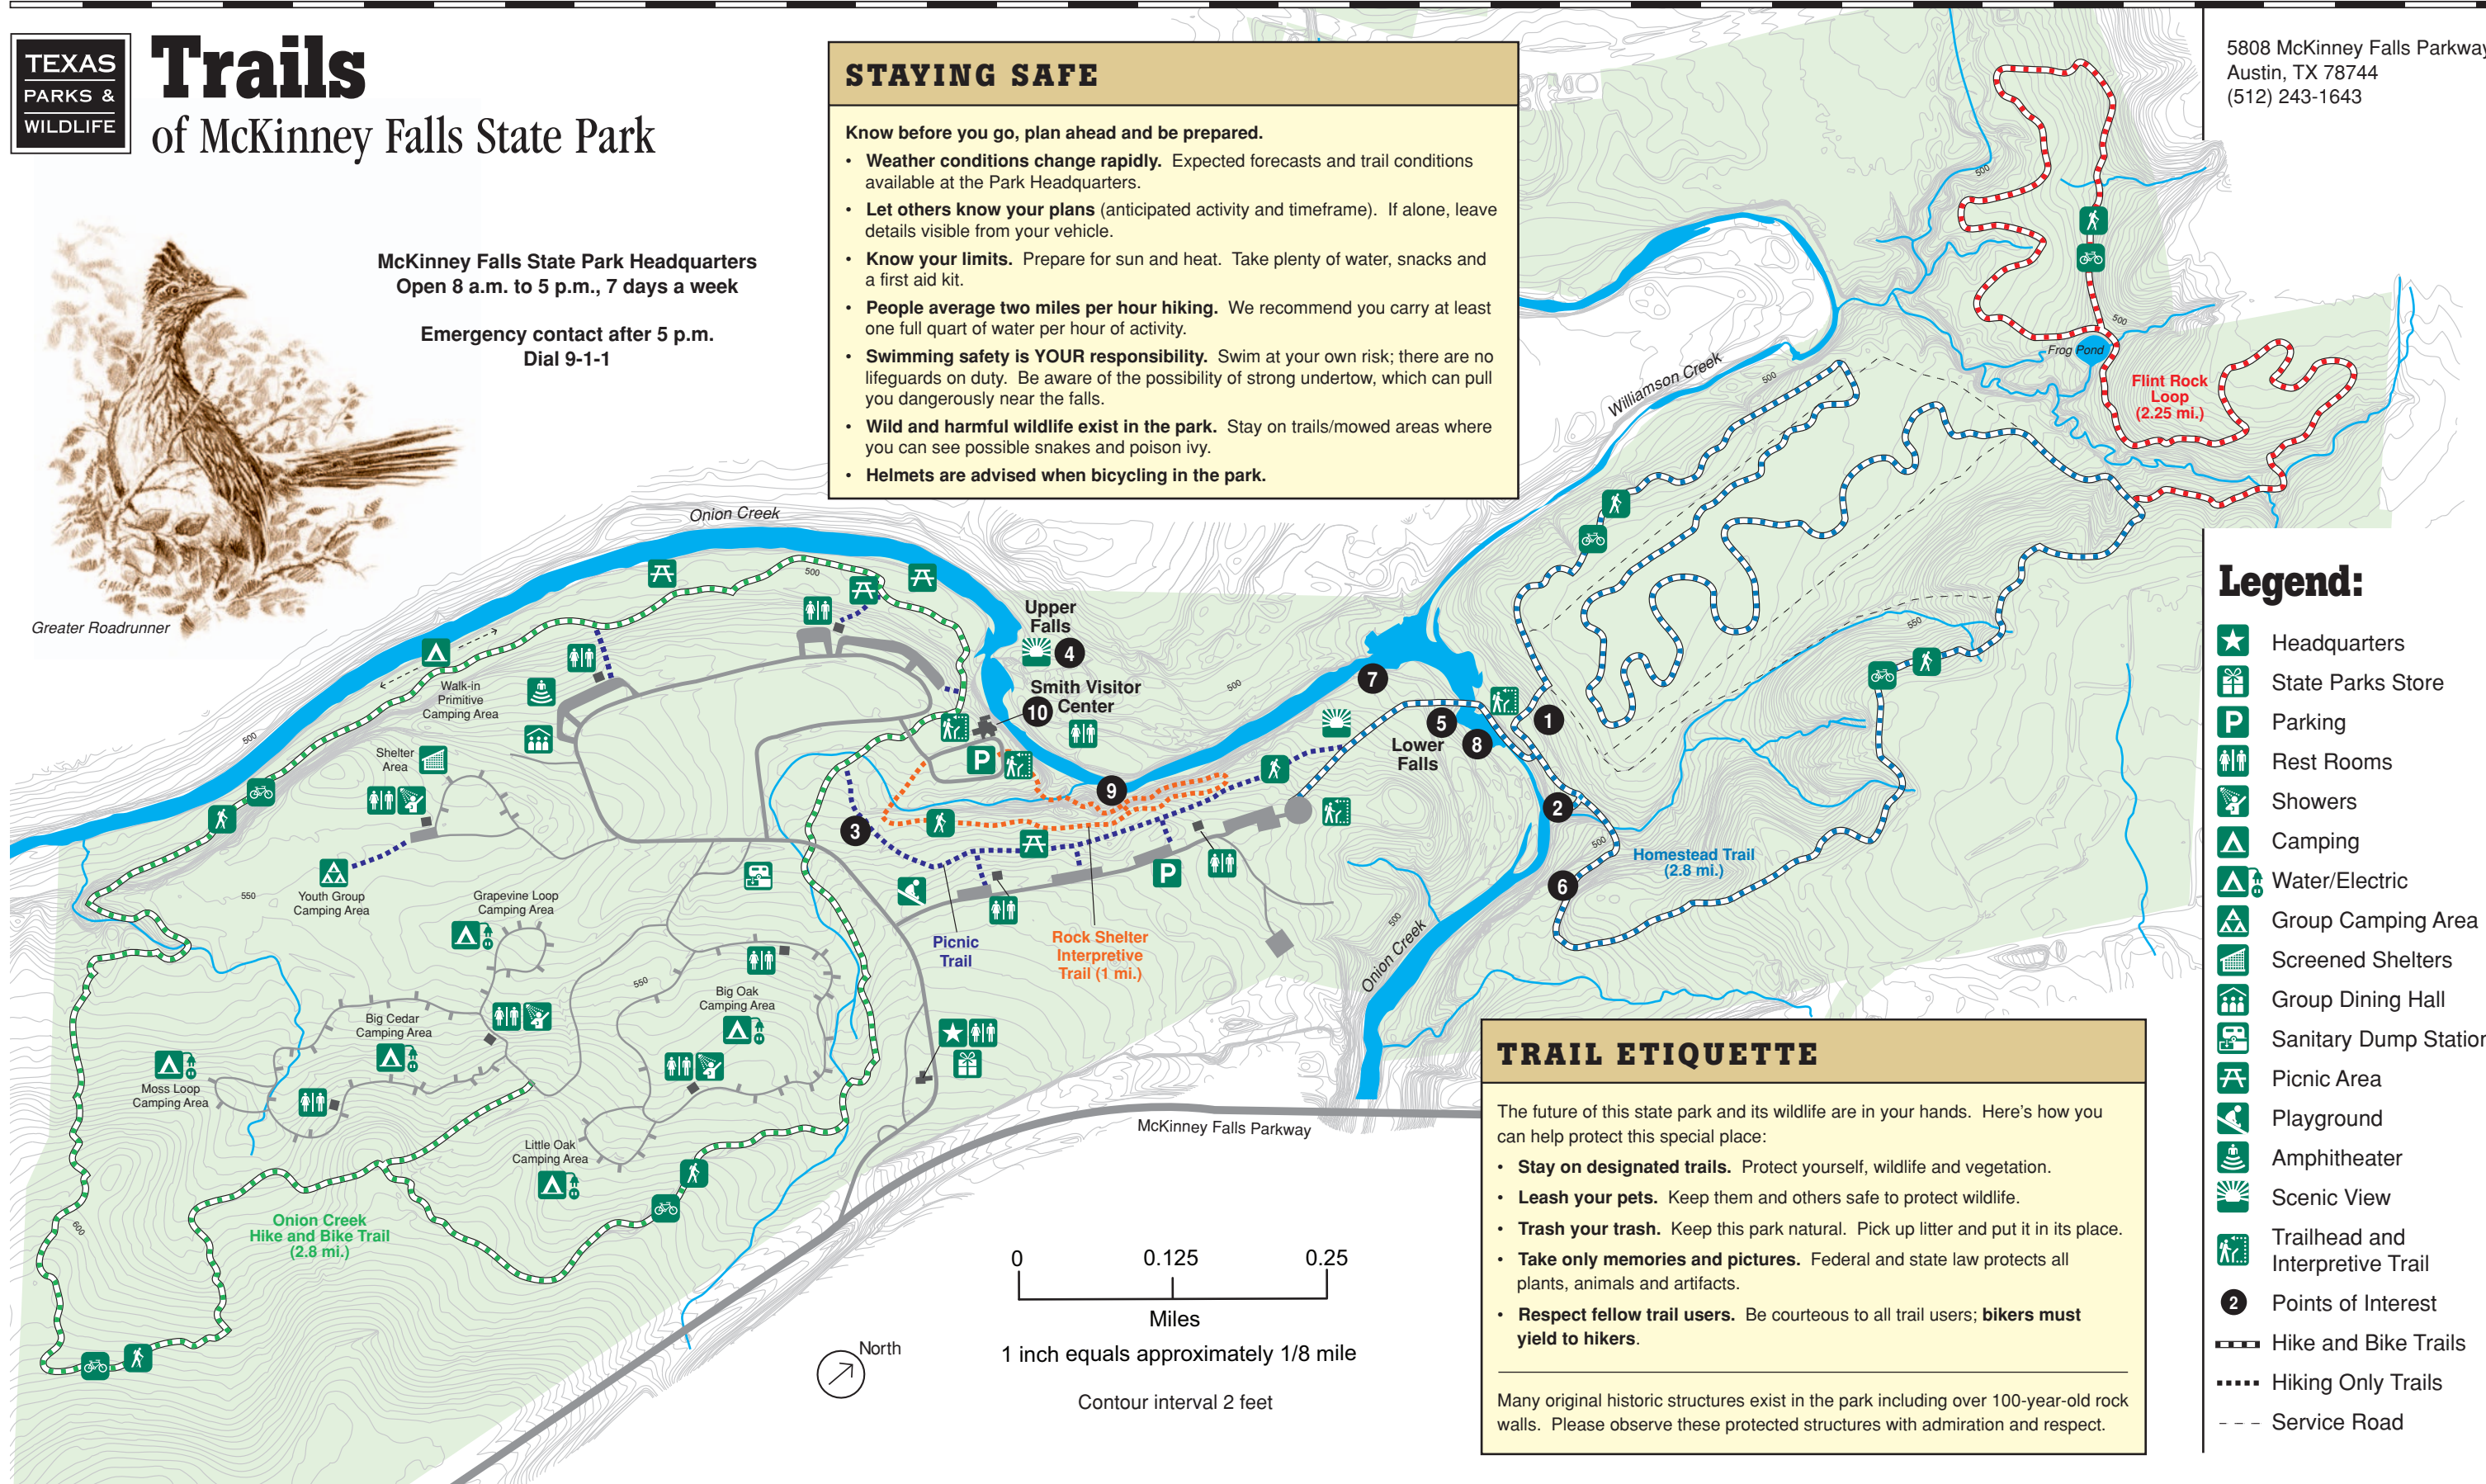 TEXAS
PARKS &
WILDLIFE
Trails
of McKinney Falls State Park
McKinney Falls State Park Headquarters
Open 8 a.m. to 5 p.m., 7 days a week
Emergency contact after 5 p.m.
Dial 9-1-1
Greater Roadrunner
STAYING SAFE
Know before you go, plan ahead and be prepared.
• Weather conditions change rapidly. Expected forecasts and trail conditions
available at the Park Headquarters.
• Let others know your plans (anticipated activity and timeframe). If alone, leave
details visible from your vehicle.
• Know your limits. Prepare for sun and heat. Take plenty of water, snacks and
a first aid kit.
• People average two miles per hour hiking. We recommend you carry at least
one full quart of water per hour of activity.
• Swimming safety is YOUR responsibility. Swim at your own risk; there are no
lifeguards on duty. Be aware of the possibility of strong undertow, which can pull
you dangerously near the falls.
• Wild and harmful wildlife exist in the park. Stay on trails/mowed areas where
you can see possible snakes and poison ivy.
• Helmets are advised when bicycling in the park.
5808 McKinney Falls Parkway
Austin, TX 78744
(512) 243-1643
500
500
Frog Pond
Flint Rock
Loop
(2.25 mi.)
Williamson Creek
500
Onion Creek
500
Upper
Falls
4
Smith Visitor
Center
10
500
7
5
Lower
Falls
8
1
9
2
3
6
500
550
Homestead Trail
(2.8 mi.)
Walk-in
Primitive
Camping Area
500
Shelter
Area
P
P
550
Youth Group
Camping Area
Grapevine Loop
Camping Area
Picnic
Trail
Rock Shelter
Interpretive
Trail (1 mi.)
500
Onion Creek
550
Big Oak
Camping Area
Big Cedar
Camping Area
Moss Loop
Camping Area
Little Oak
Camping Area
600
Onion Creek
Hike and Bike Trail
(2.8 mi.)
McKinney Falls Parkway
0 0.125 0.25
Miles
1 inch equals approximately 1/8 mile
Contour interval 2 feet
North
TRAIL ETIQUETTE
The future of this state park and its wildlife are in your hands. Here’s how you
can help protect this special place:
• Stay on designated trails. Protect yourself, wildlife and vegetation.
• Leash your pets. Keep them and others safe to protect wildlife.
• Trash your trash. Keep this park natural. Pick up litter and put it in its place.
• Take only memories and pictures. Federal and state law protects all
plants, animals and artifacts.
• Respect fellow trail users. Be courteous to all trail users; bikers must
yield to hikers.
Many original historic structures exist in the park including over 100-year-old rock
walls. Please observe these protected structures with admiration and respect.
Legend:
Headquarters
State Parks Store
P Parking
Rest Rooms
Showers
Camping
Water/Electric
Group Camping Area
Screened Shelters
Group Dining Hall
Sanitary Dump Station
Picnic Area
Playground
Amphitheater
Scenic View
Trailhead and
Interpretive Trail
2 Points of Interest
Hike and Bike Trails
Hiking Only Trails
Service Road